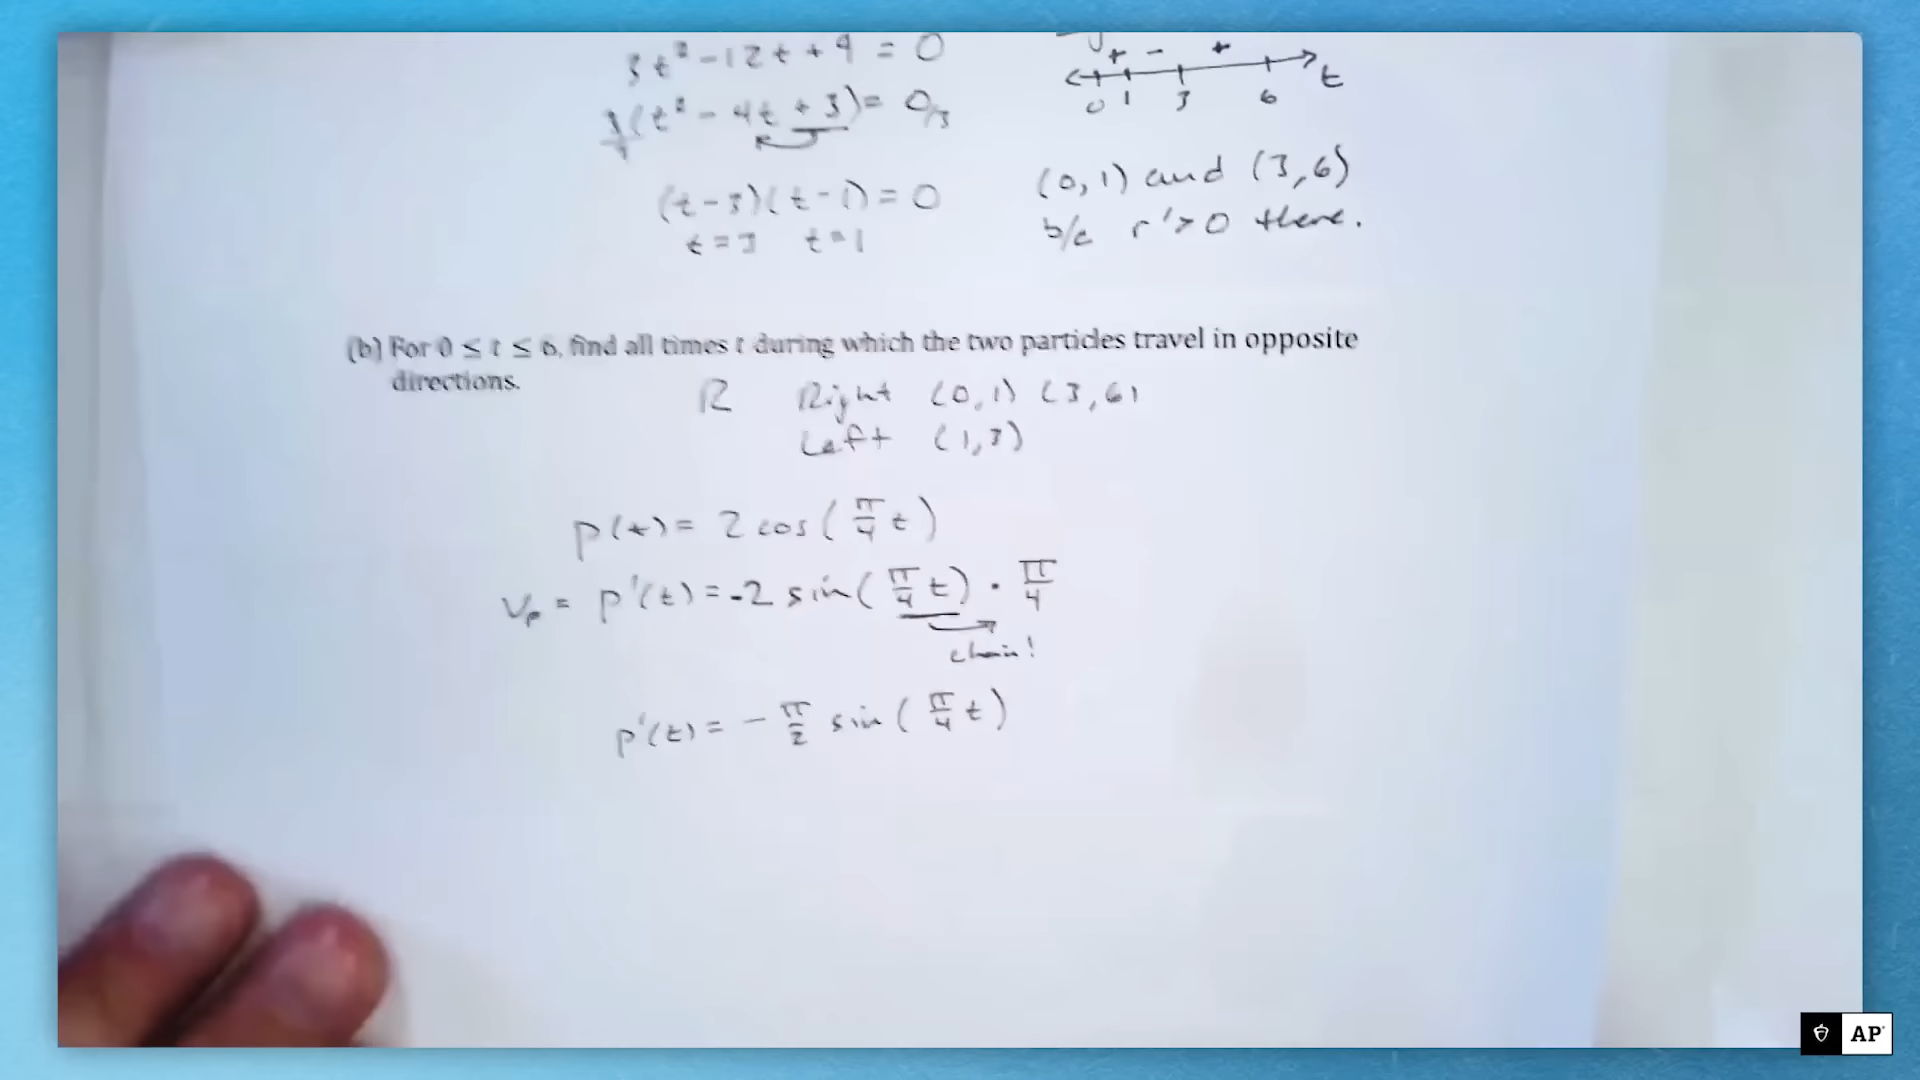 3t² - 12t + 9 = 0
3(t² - 4t + 3) = 0/3
(t-3)(t-1) = 0
t = 3 t = 1
+ - +
0 1 3 6 t
(0,1) and (3,6)
b/c r' > 0 there.
(b) For 0 ≤ t ≤ 6, find all times t during which the two particles travel in opposite
directions.
R Right (0,1) (3,6)
Left (1,3)
p(t) = 2 cos(π/4 t)
Vp = p'(t) = -2 sin(π/4 t) · π/4
chain!
p'(t) = - π/2 sin(π/4 t)
AP